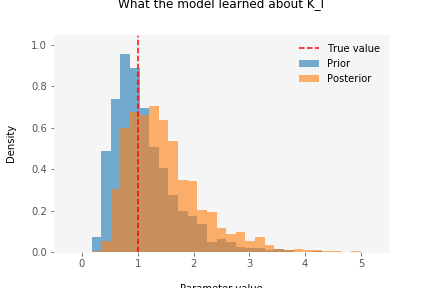 What the model learned about K_I
1.0
0.8
0.6
0.4
0.2
0.0
Density
0
1
2
3
4
5
Parameter value
True value
Prior
Posterior